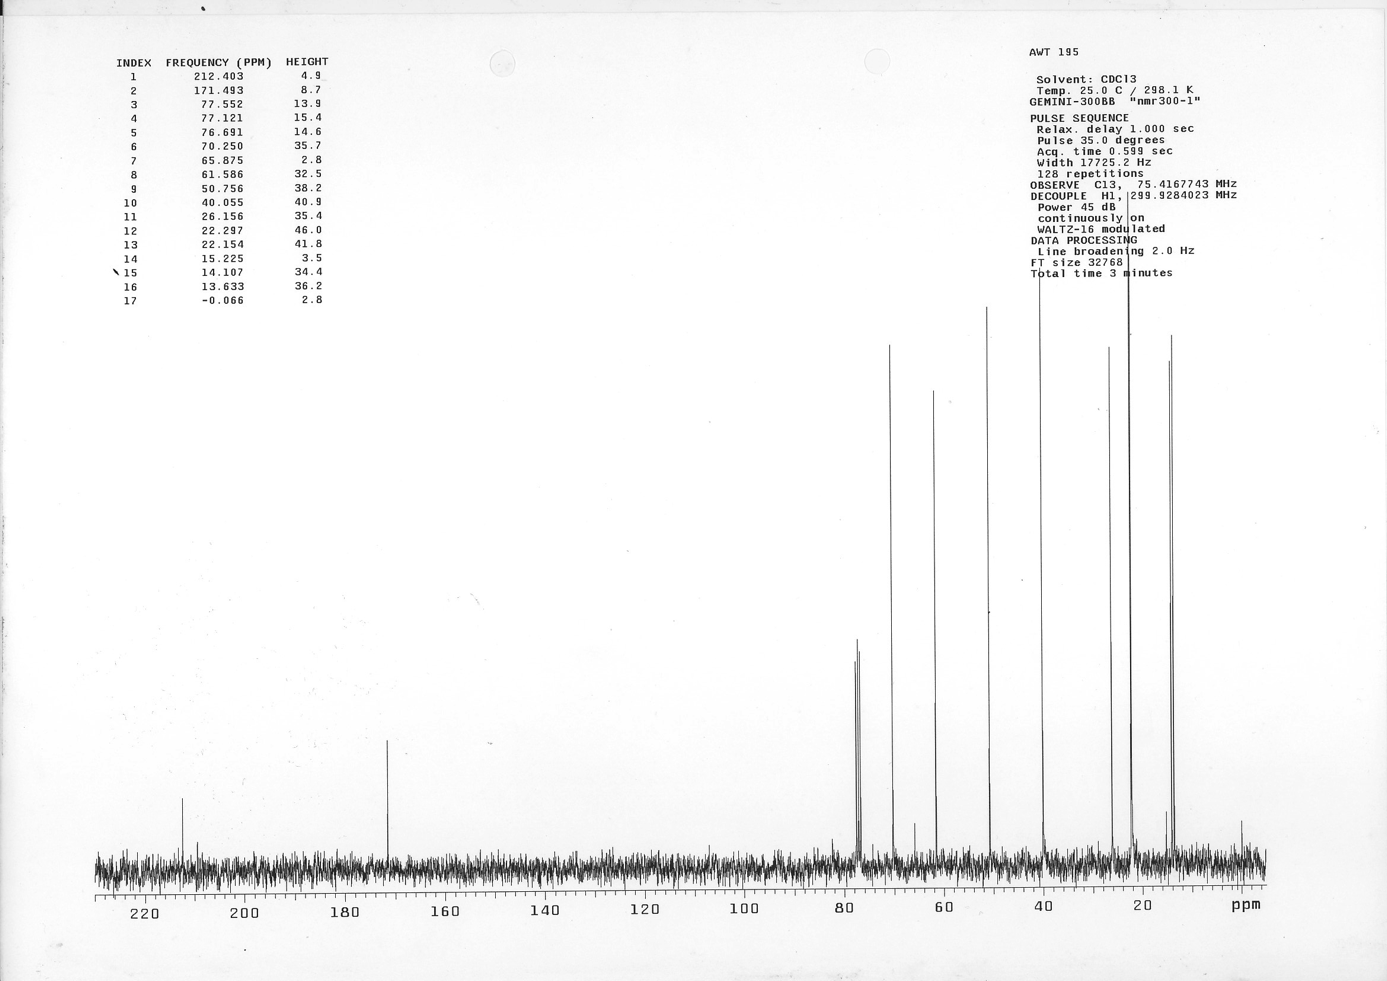 INDEX FREQUENCY (PPM) HEIGHT
1 212.403 4.9
2 171.493 8.7
3 77.552 13.9
4 77.121 15.4
5 76.691 14.6
6 70.250 35.7
7 65.875 2.8
8 61.586 32.5
9 50.756 38.2
10 40.055 40.9
11 26.156 35.4
12 22.297 46.0
13 22.154 41.8
14 15.225 3.5
15 14.107 34.4
16 13.633 36.2
17 -0.066 2.8
AWT 195
Solvent: CDCl3
Temp. 25.0 C / 298.1 K
GEMINI-300BB "nmr300-1"
PULSE SEQUENCE
Relax. delay 1.000 sec
Pulse 35.0 degrees
Acq. time 0.599 sec
Width 17725.2 Hz
128 repetitions
OBSERVE C13, 75.4167743 MHz
DECOUPLE H1, 299.9284023 MHz
Power 45 dB
continuously on
WALTZ-16 modulated
DATA PROCESSING
Line broadening 2.0 Hz
FT size 32768
Total time 3 minutes
220 200 180 160 140 120 100 80 60 40 20 ppm